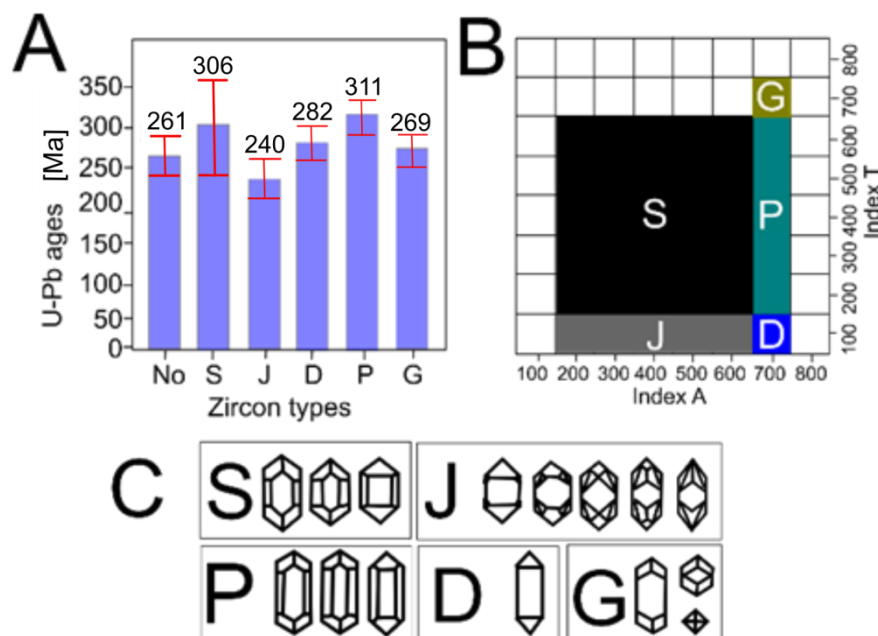 A
U-Pb ages [Ma]
350
300
250
200
150
100
50
0
261
306
240
282
311
269
No S J D P G
Zircon types
B
G
S
P
J
D
800
700
600
500
400
300
200
100
Index T
100 200 300 400 500 600 700 800
Index A
C
S
J
P
D
G